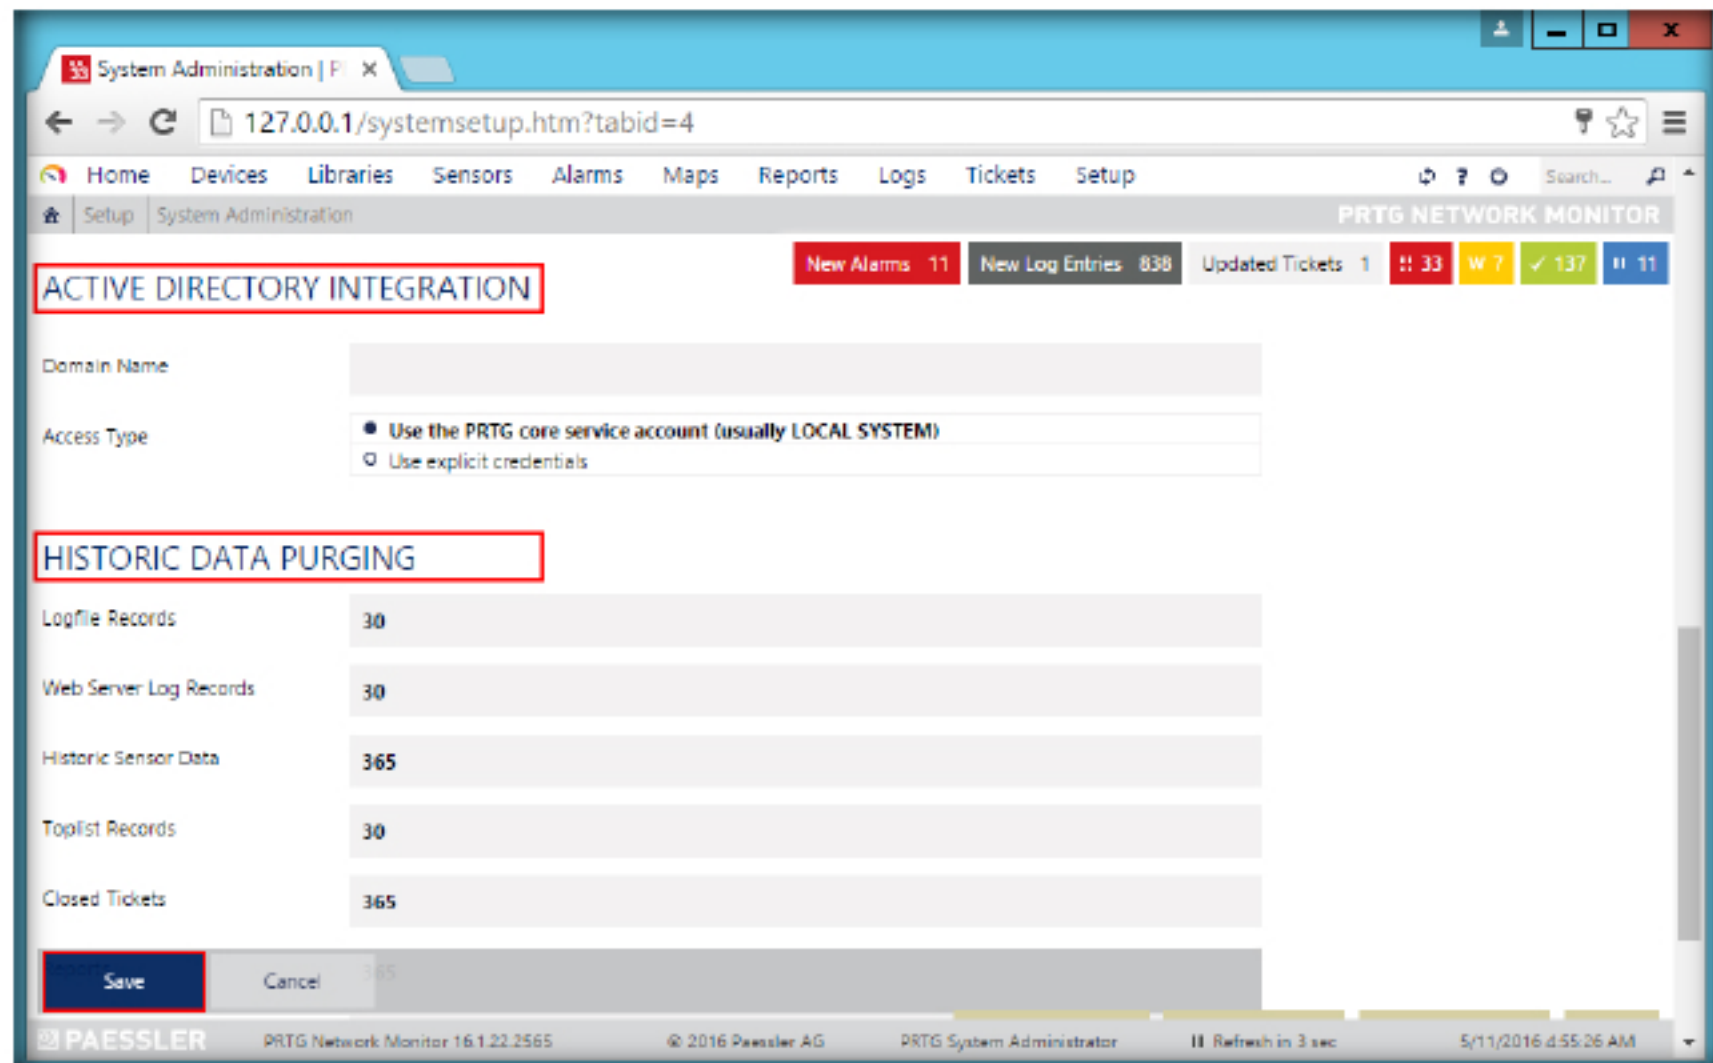 System Administration | P
127.0.0.1/systemsetup.htm?tabid=4
Home Devices Libraries Sensors Alarms Maps Reports Logs Tickets Setup Search...
Setup System Administration PRTG NETWORK MONITOR
New Alarms 11 New Log Entries 838 Updated Tickets 1 !! 33 W 7 ✓ 137 II 11
ACTIVE DIRECTORY INTEGRATION
Domain Name
Access Type
Use the PRTG core service account (usually LOCAL SYSTEM)
Use explicit credentials
HISTORIC DATA PURGING
Logfile Records 30
Web Server Log Records 30
Historic Sensor Data 365
Toplist Records 30
Closed Tickets 365
Reports 365
Save Cancel
PAESSLER PRTG Network Monitor 16.1.22.2565 © 2016 Paessler AG PRTG System Administrator Refresh in 3 sec 5/11/2016 4:55:26 AM